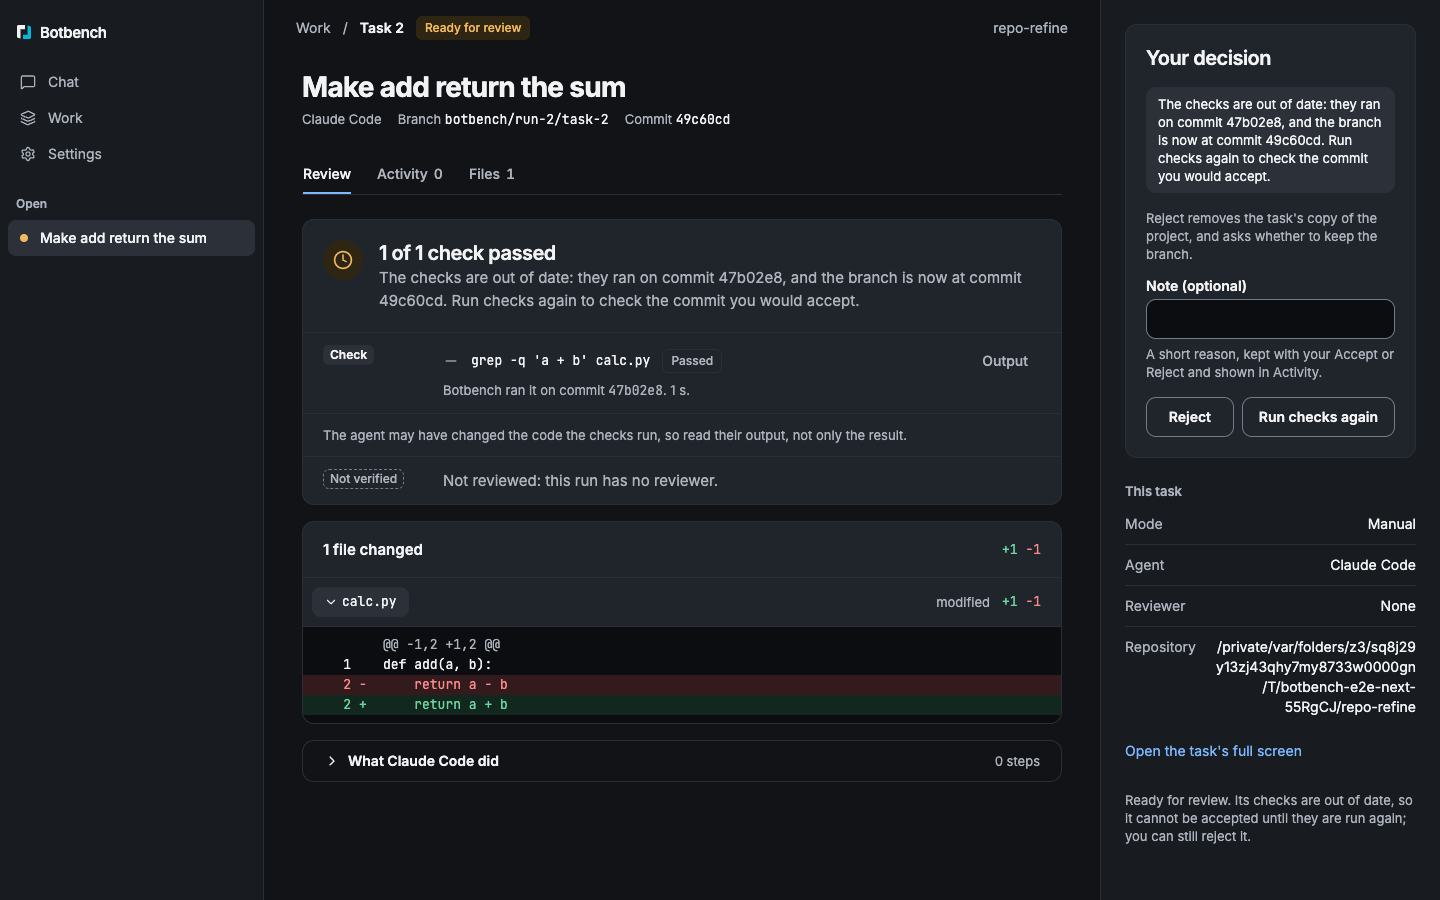 Botbench
Chat
Work
Settings
Open
Make add return the sum
Work / Task 2 Ready for review
repo-refine
Make add return the sum
Claude Code Branch botbench/run-2/task-2 Commit 49c60cd
Review Activity 0 Files 1
1 of 1 check passed
The checks are out of date: they ran on commit 47b02e8, and the branch is now at commit
49c60cd. Run checks again to check the commit you would accept.
Check — grep -q 'a + b' calc.py Passed Output
Botbench ran it on commit 47b02e8. 1 s.
The agent may have changed the code the checks run, so read their output, not only the result.
Not verified Not reviewed: this run has no reviewer.
1 file changed +1 -1
calc.py modified +1 -1
@@ -1,2 +1,2 @@
1 def add(a, b):
2 - return a - b
2 + return a + b
What Claude Code did 0 steps
Your decision
The checks are out of date: they ran
on commit 47b02e8, and the branch
is now at commit 49c60cd. Run
checks again to check the commit
you would accept.
Reject removes the task's copy of the
project, and asks whether to keep the
branch.
Note (optional)
A short reason, kept with your Accept or
Reject and shown in Activity.
Reject Run checks again
This task
Mode Manual
Agent Claude Code
Reviewer None
Repository /private/var/folders/z3/sq8j29
y13zj43qhy7my8733w0000gn
/T/botbench-e2e-next-
55RgCJ/repo-refine
Open the task's full screen
Ready for review. Its checks are out of date, so
it cannot be accepted until they are run again;
you can still reject it.